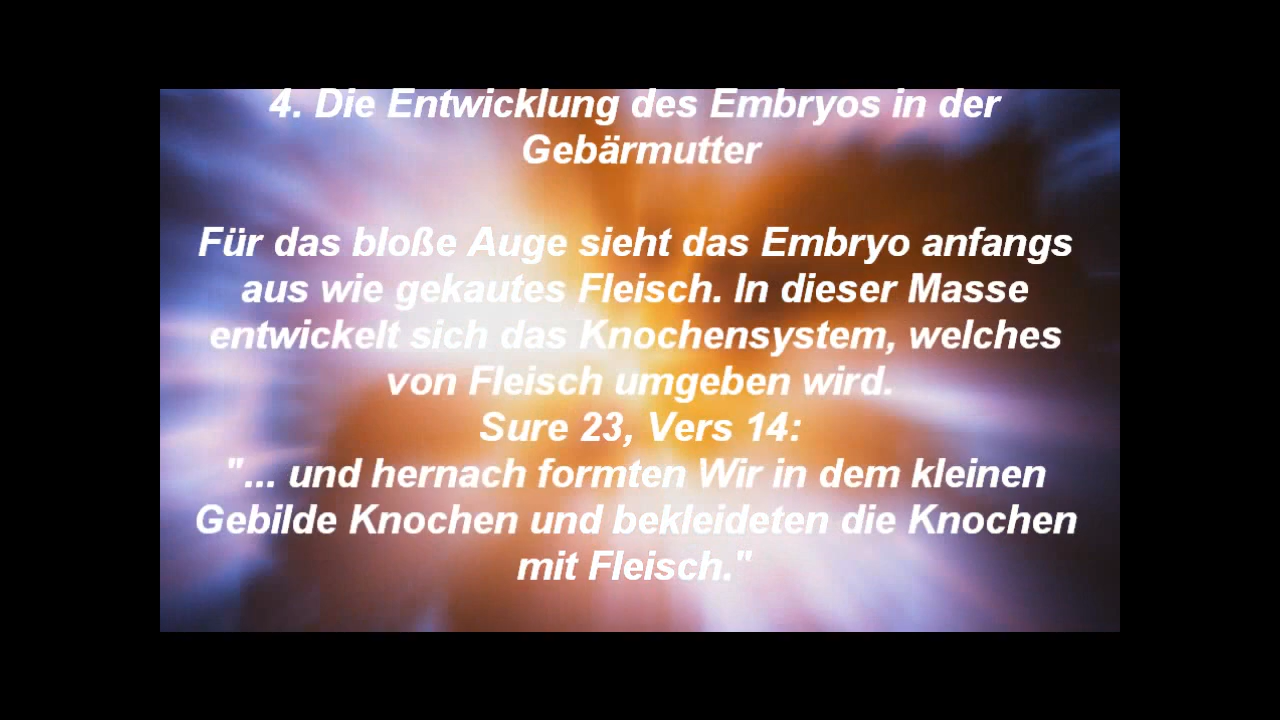 4. Die Entwicklung des Embryos in der
Gebärmutter
Für das bloße Auge sieht das Embryo anfangs
aus wie gekautes Fleisch. In dieser Masse
entwickelt sich das Knochensystem, welches
von Fleisch umgeben wird.
Sure 23, Vers 14:
"... und hernach formten Wir in dem kleinen
Gebilde Knochen und bekleideten die Knochen
mit Fleisch."